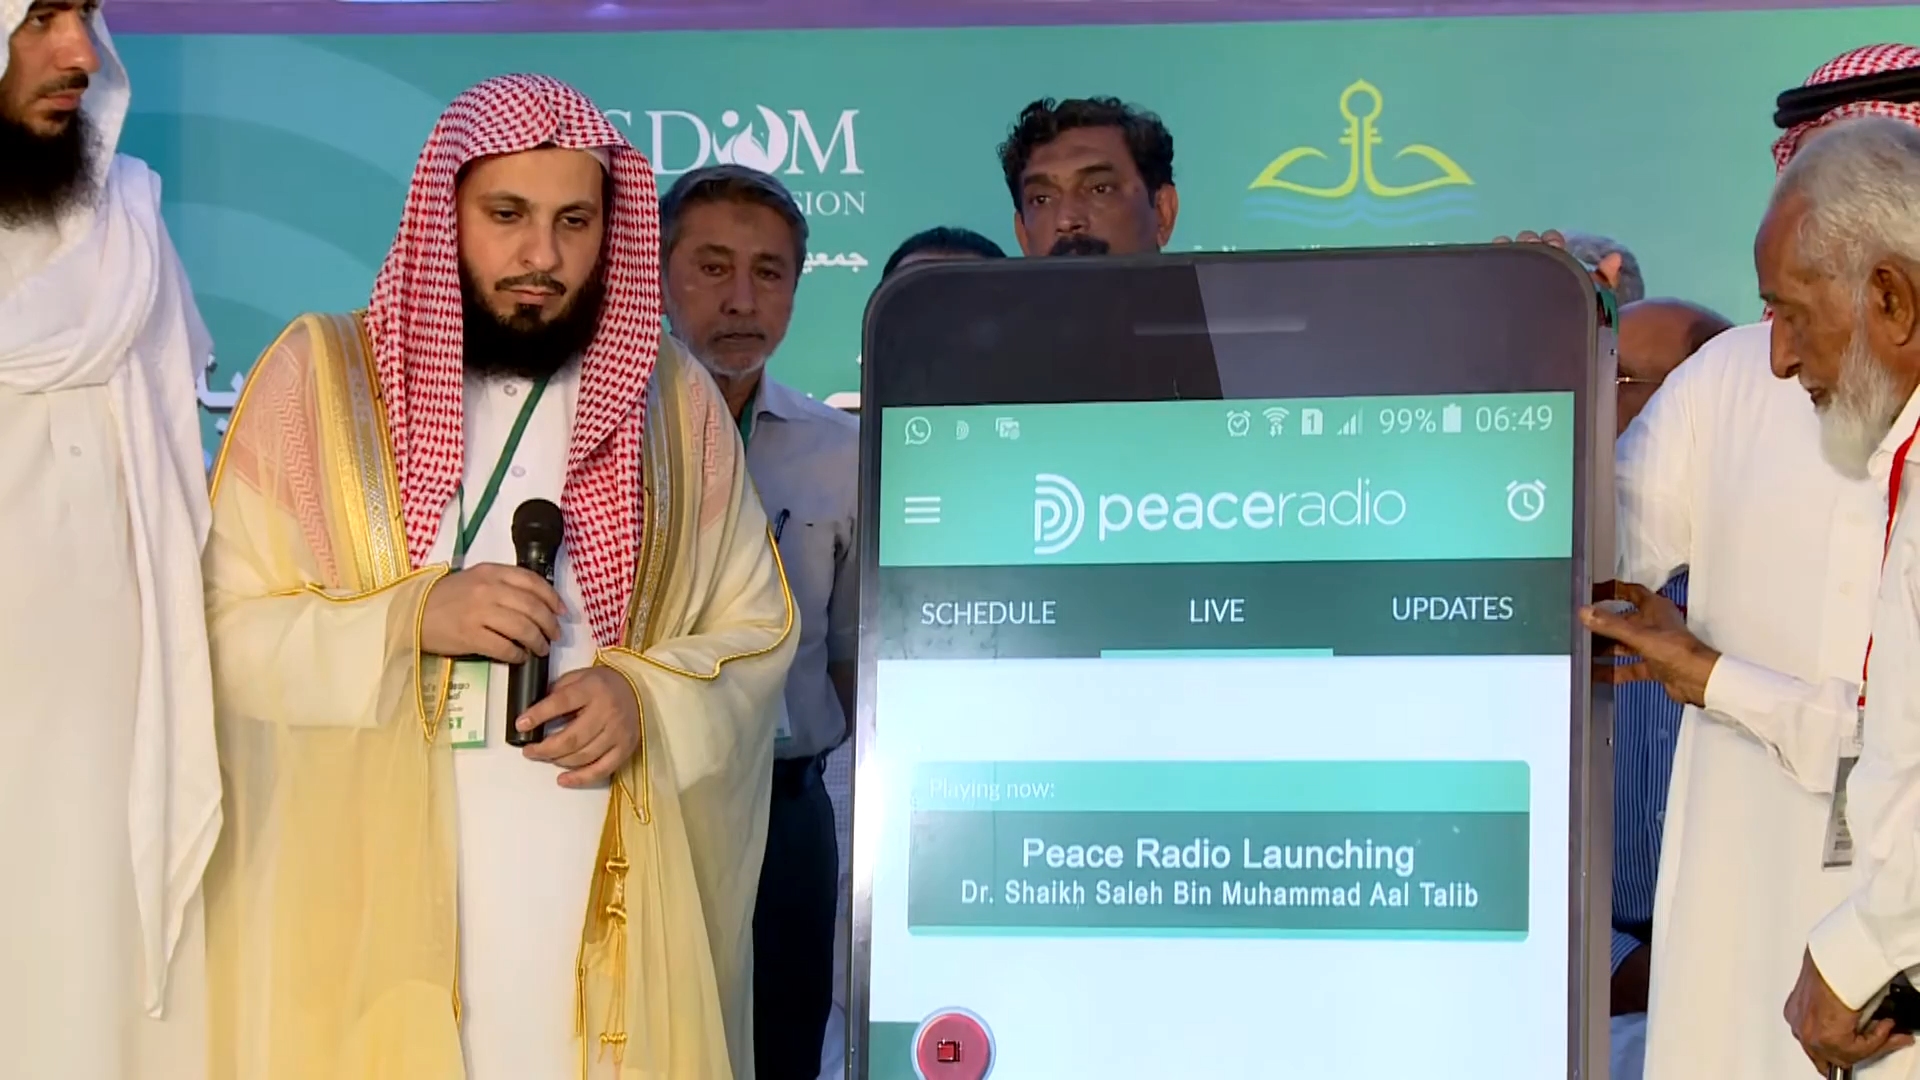 SDOM
SION
جمعية
99% 06:49
peaceradio
SCHEDULE LIVE UPDATES
Playing now:
Peace Radio Launching
Dr. Shaikh Saleh Bin Muhammad Aal Talib
ST